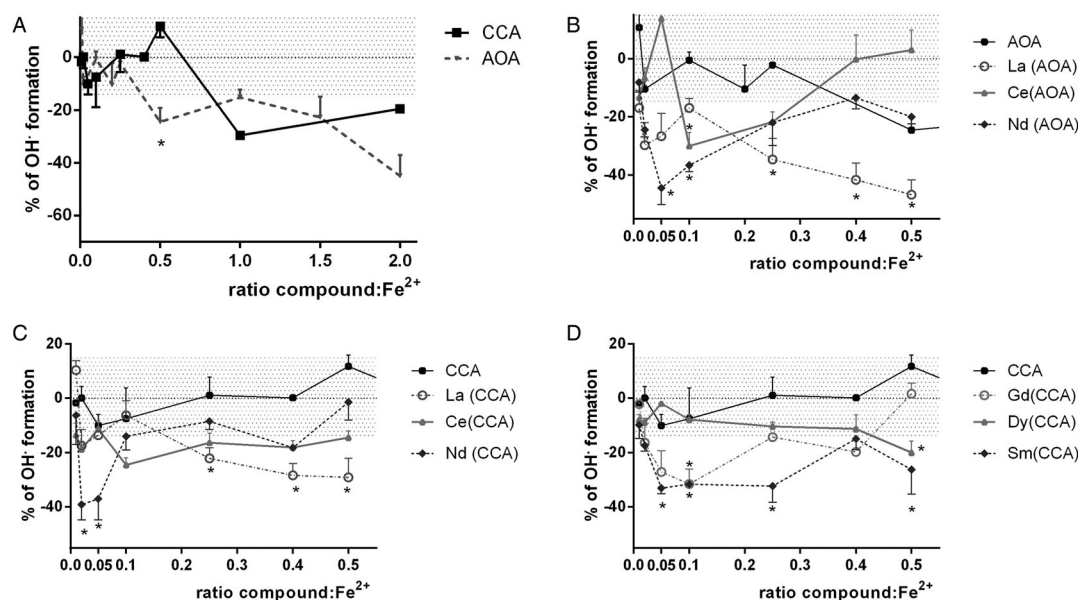 A
% of OH· formation
0
-20
-40
-60
0.0 0.5 1.0 1.5 2.0
ratio compound:Fe2+
*
CCA
AOA
B
% of OH· formation
0
-20
-40
0.0 0.05 0.1 0.2 0.3 0.4 0.5
ratio compound:Fe2+
* * * * * *
AOA
La (AOA)
Ce(AOA)
Nd (AOA)
C
% of OH· formation
20
0
-20
-40
0.0 0.05 0.1 0.2 0.3 0.4 0.5
ratio compound:Fe2+
* * * * *
CCA
La (CCA)
Ce(CCA)
Nd (CCA)
D
% of OH· formation
20
0
-20
-40
0.0 0.05 0.1 0.2 0.3 0.4 0.5
ratio compound:Fe2+
* * * * * *
CCA
Gd(CCA)
Dy(CCA)
Sm(CCA)